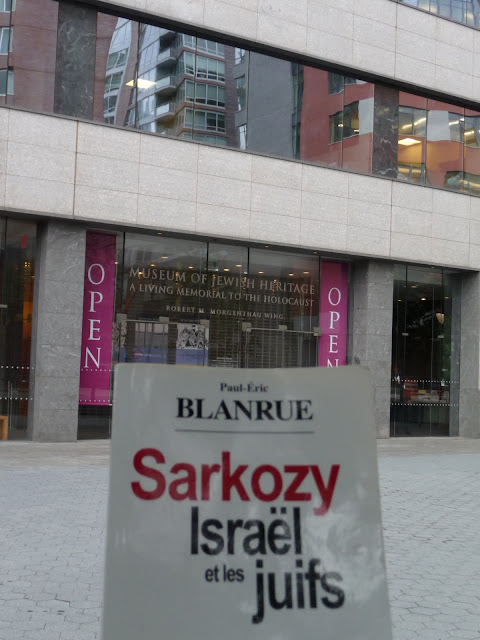 OPEN
MUSEUM OF JEWISH HERITAGE
A LIVING MEMORIAL TO THE HOLOCAUST
ROBERT M. MORGENTHAU WING
OPEN
Paul-Éric
BLANRUE
Sarkozy
Israël
et les juifs